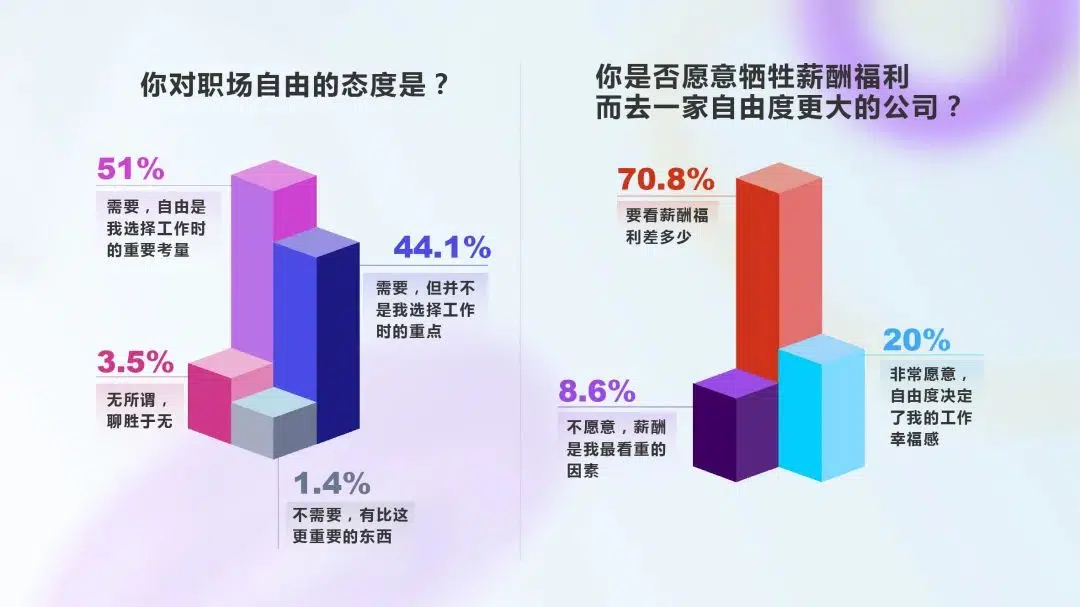 你对职场自由的态度是？
51%
需要，自由是
我选择工作时
的重要考量
44.1%
需要，但并不
是我选择工作
时的重点
3.5%
无所谓，
聊胜于无
1.4%
不需要，有比这
更重要的东西
你是否愿意牺牲薪酬福利
而去一家自由度更大的公司？
70.8%
要看薪酬福
利差多少
20%
非常愿意，
自由度决定
了我的工作
幸福感
8.6%
不愿意，薪酬
是我最看重的
因素